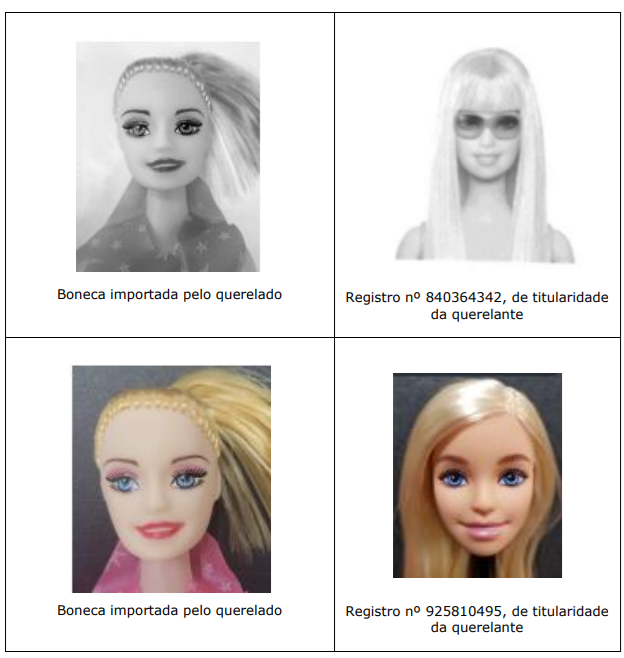 Boneca importada pelo querelado
Registro nº 840364342, de titularidade
da querelante
Boneca importada pelo querelado
Registro nº 925810495, de titularidade
da querelante